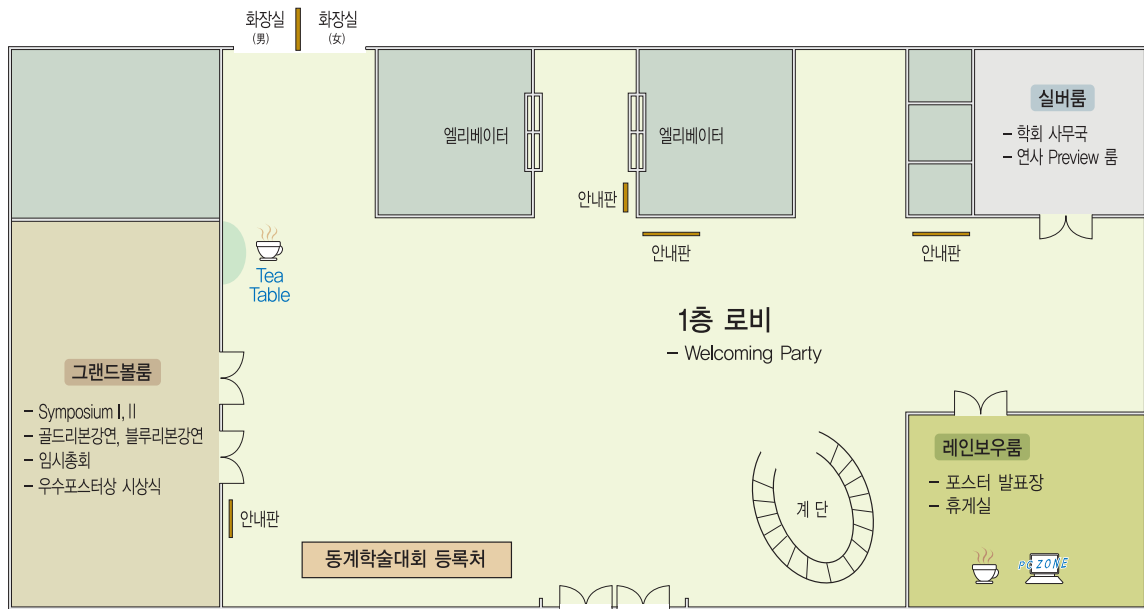 화장실
(男)
화장실
(女)
엘리베이터
엘리베이터
실버룸
- 학회 사무국
- 연사 Preview 룸
안내판
안내판
안내판
Tea
Table
1층 로비
- Welcoming Party
그랜드볼룸
- Symposium I, II
- 골드리본강연, 블루리본강연
- 임시총회
- 우수포스터상 시상식
안내판
동계학술대회 등록처
계 단
레인보우룸
- 포스터 발표장
- 휴게실
PC ZONE